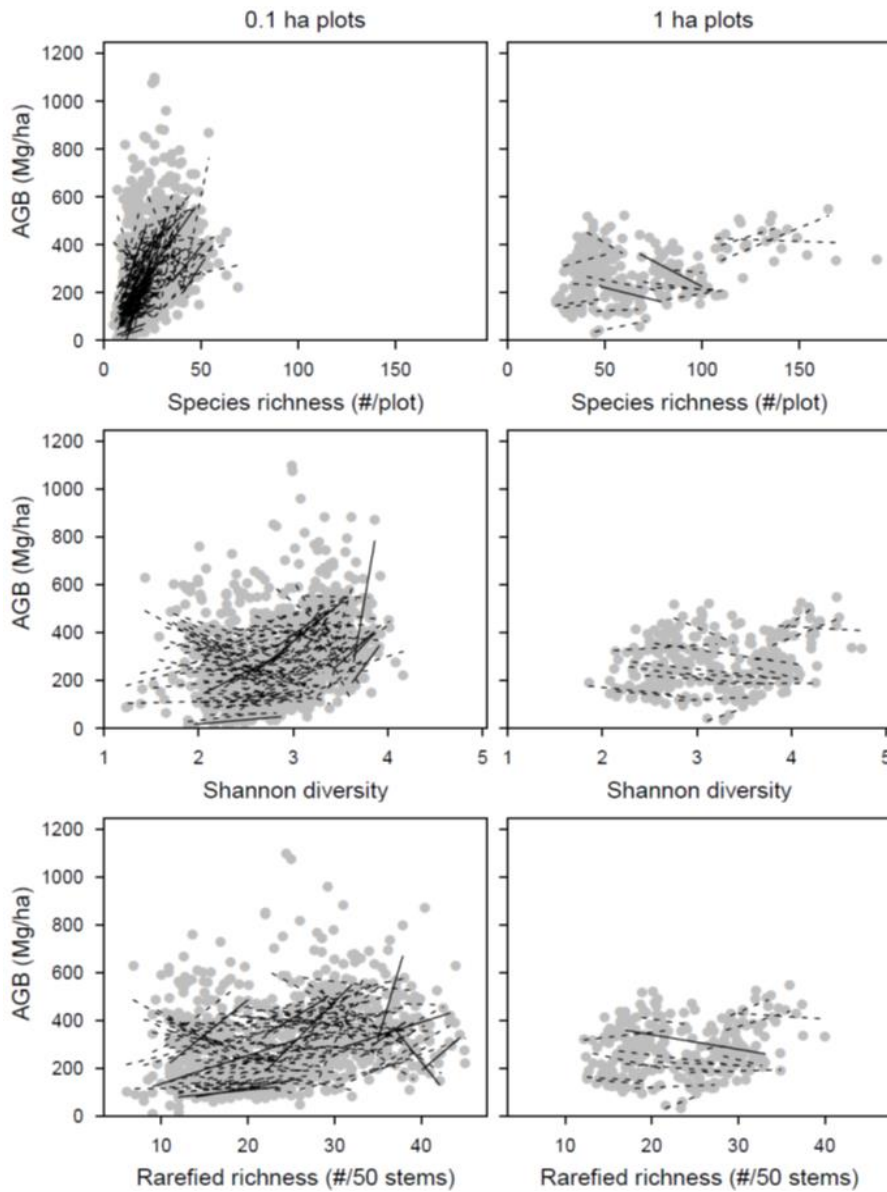 0.1 ha plots 1 ha plots
1200
1000
800
600
400
200
0
AGB (Mg/ha)
0 50 100 150 0 50 100 150
Species richness (#/plot) Species richness (#/plot)
1200
1000
800
600
400
200
0
AGB (Mg/ha)
1 2 3 4 5 1 2 3 4 5
Shannon diversity Shannon diversity
1200
1000
800
600
400
200
0
AGB (Mg/ha)
10 20 30 40 10 20 30 40
Rarefied richness (#/50 stems) Rarefied richness (#/50 stems)